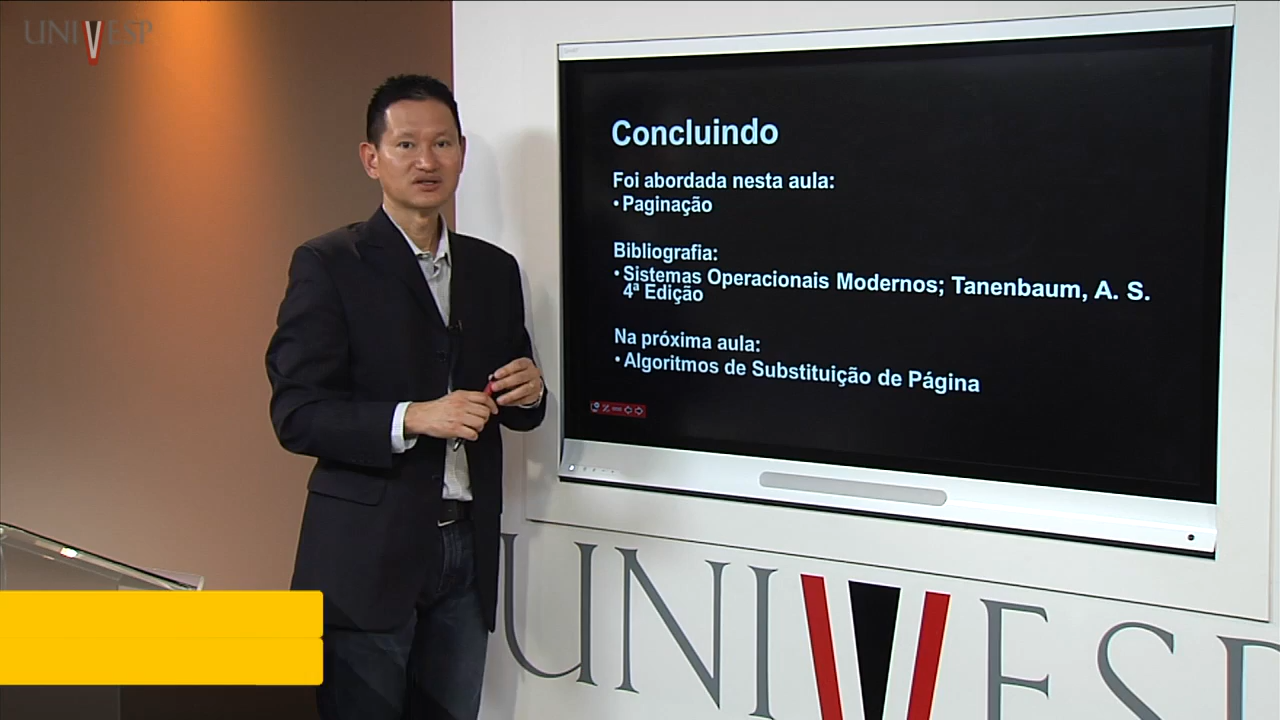 UNIVESP
Concluindo
Foi abordada nesta aula:
• Paginação
Bibliografia:
• Sistemas Operacionais Modernos; Tanenbaum, A. S.
4ª Edição
Na próxima aula:
• Algoritmos de Substituição de Página
UNIVESP